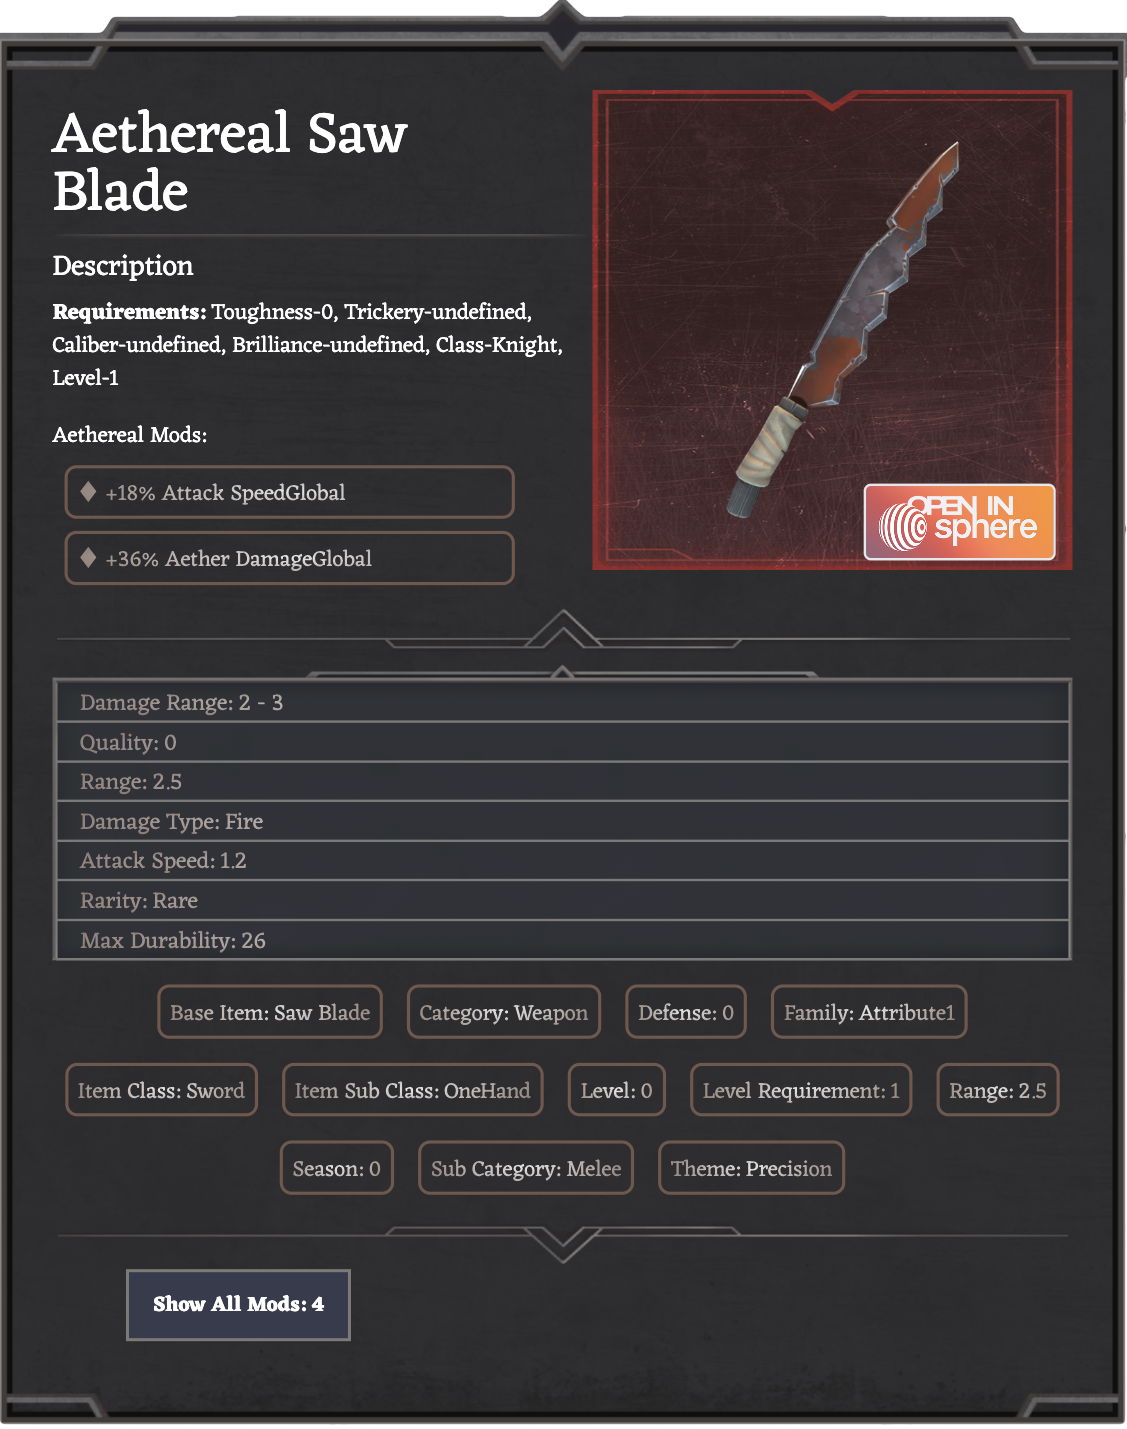 Aethereal Saw
Blade
Description
Requirements: Toughness-0, Trickery-undefined,
Caliber-undefined, Brilliance-undefined, Class-Knight,
Level-1
Aethereal Mods:
+18% Attack SpeedGlobal
+36% Aether DamageGlobal
OPEN IN
sphere
Damage Range: 2 - 3
Quality: 0
Range: 2.5
Damage Type: Fire
Attack Speed: 1.2
Rarity: Rare
Max Durability: 26
Base Item: Saw Blade Category: Weapon Defense: 0 Family: Attribute1
Item Class: Sword Item Sub Class: OneHand Level: 0 Level Requirement: 1 Range: 2.5
Season: 0 Sub Category: Melee Theme: Precision
Show All Mods: 4